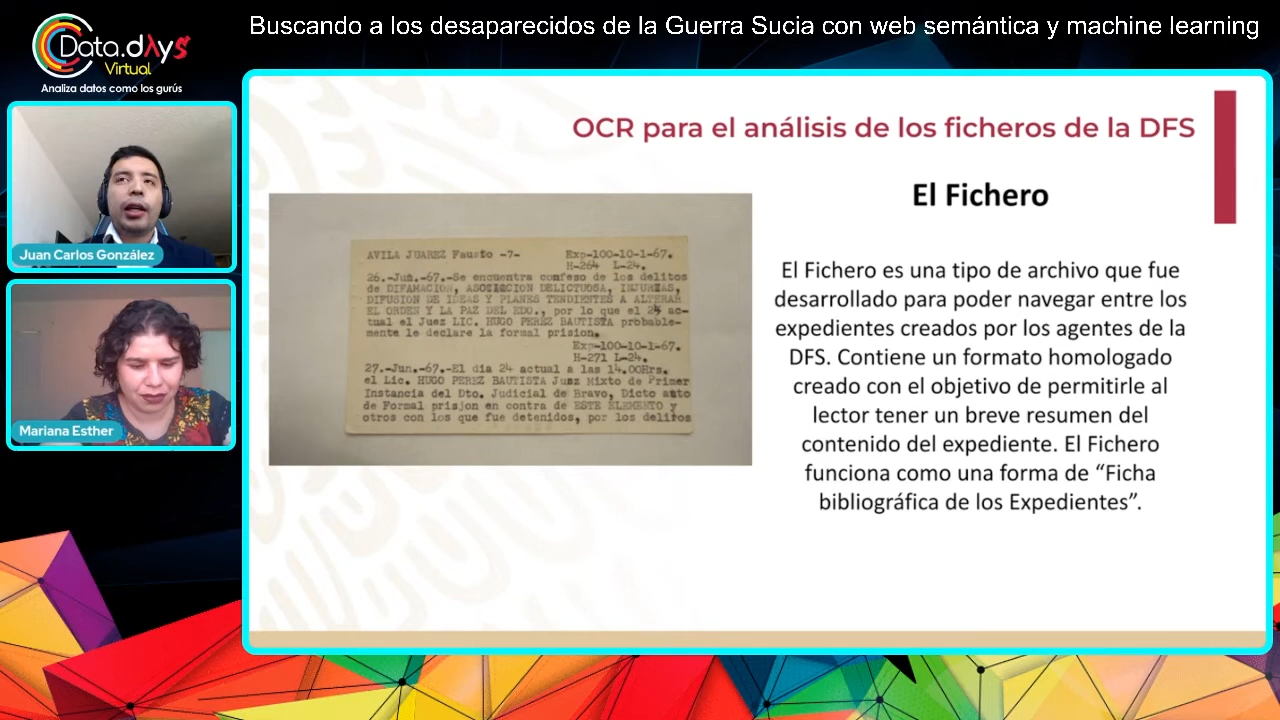 Buscando a los desaparecidos de la Guerra Sucia con web semántica y machine learning
Data.dλys
Virtual
Analiza datos como los gurús
Juan Carlos González
Mariana Esther
OCR para el análisis de los ficheros de la DFS
AVILA JUAREZ Fausto -7- Exp-100-10-1-67.
H-264 L-24.
26.-Jun.-67.-Se encuentra confeso de los delitos
de DIFAMACION, ASOCIACION DELICTUOSA, INJURIAS,
DIFUSION DE IDEAS Y PLANES TENDIENTES A ALTERAR
EL ORDEN Y LA PAZ DEL EDO., por lo que el 24 ac-
tual el Juez LIC. HUGO PEREZ BAUTISTA probable-
mente le declare la formal prision.
Exp-100-10-1-67.
H-271 L-24.
27.-Jun.-67.-El dia 24 actual a las 14.00Hrs.
el Lic. HUGO PEREZ BAUTISTA Juez Mixto de Primer
Instancia del Dto. Judicial de Bravo, Dicto auto
de Formal prision en contra de ESTE ELEMENTO y
otros con los que fue detenidos, por los delitos
El Fichero
El Fichero es una tipo de archivo que fue
desarrollado para poder navegar entre los
expedientes creados por los agentes de la
DFS. Contiene un formato homologado
creado con el objetivo de permitirle al
lector tener un breve resumen del
contenido del expediente. El Fichero
funciona como una forma de “Ficha
bibliográfica de los Expedientes”.